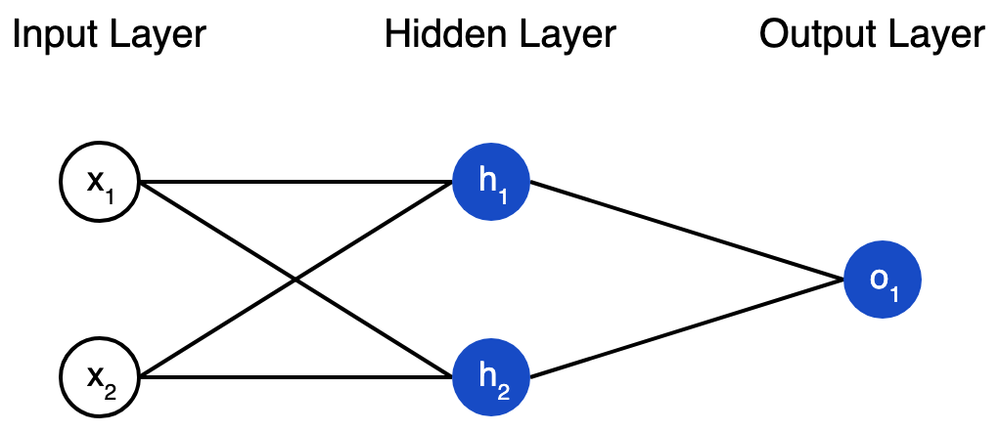 Input Layer
Hidden Layer
Output Layer
x₁
h₁
o₁
x₂
h₂